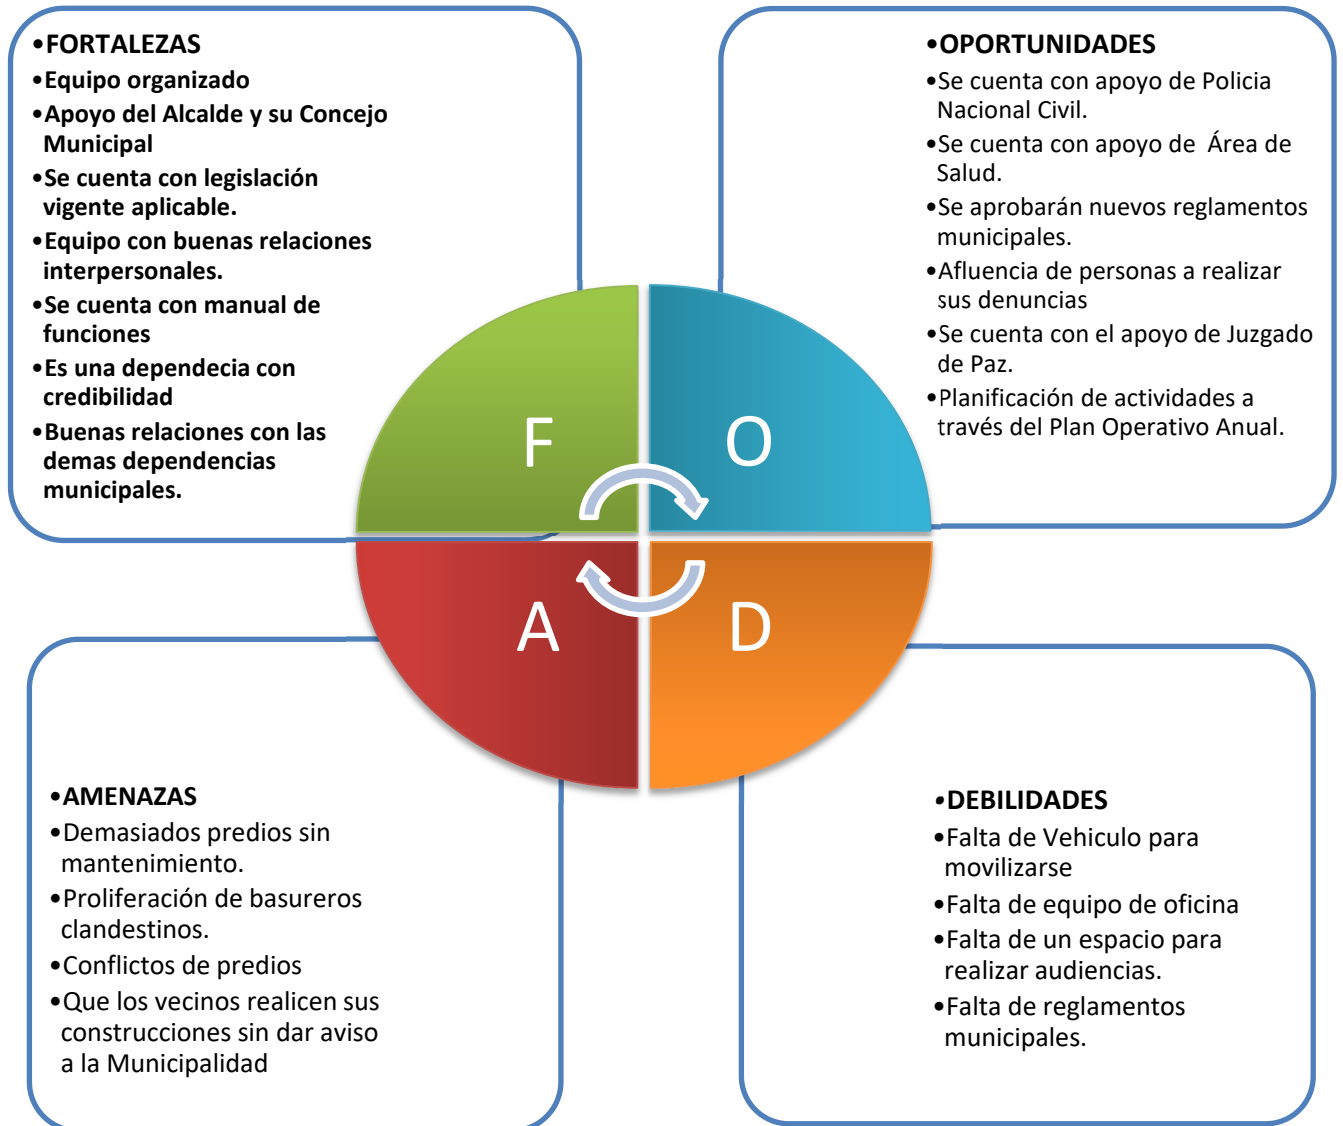 •FORTALEZAS
•Equipo organizado
•Apoyo del Alcalde y su Concejo
Municipal
•Se cuenta con legislación
vigente aplicable.
•Equipo con buenas relaciones
interpersonales.
•Se cuenta con manual de
funciones
•Es una dependecia con
credibilidad
•Buenas relaciones con las
demas dependencias
municipales.
•OPORTUNIDADES
•Se cuenta con apoyo de Policia
Nacional Civil.
•Se cuenta con apoyo de Área de
Salud.
•Se aprobarán nuevos reglamentos
municipales.
•Afluencia de personas a realizar
sus denuncias
•Se cuenta con el apoyo de Juzgado
de Paz.
•Planificación de actividades a
través del Plan Operativo Anual.
F
O
A
D
•AMENAZAS
•Demasiados predios sin
mantenimiento.
•Proliferación de basureros
clandestinos.
•Conflictos de predios
•Que los vecinos realicen sus
construcciones sin dar aviso
a la Municipalidad
•DEBILIDADES
•Falta de Vehiculo para
movilizarse
•Falta de equipo de oficina
•Falta de un espacio para
realizar audiencias.
•Falta de reglamentos
municipales.